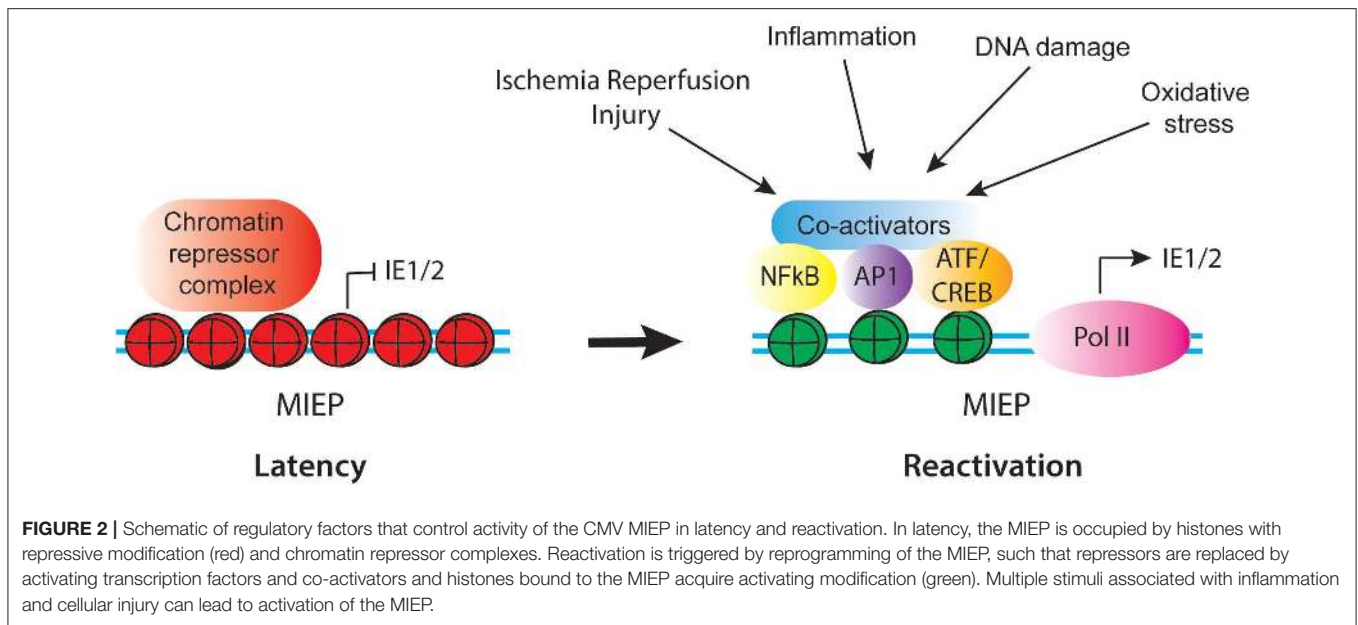 Inflammation
DNA damage
Ischemia Reperfusion
Injury
Oxidative
stress
Chromatin
repressor
complex
IE1/2
MIEP
Latency
Co-activators
NFkB
AP1
ATF/
CREB
IE1/2
Pol II
MIEP
Reactivation
FIGURE 2 | Schematic of regulatory factors that control activity of the CMV MIEP in latency and reactivation. In latency, the MIEP is occupied by histones with
repressive modification (red) and chromatin repressor complexes. Reactivation is triggered by reprogramming of the MIEP, such that repressors are replaced by
activating transcription factors and co-activators and histones bound to the MIEP acquire activating modification (green). Multiple stimuli associated with inflammation
and cellular injury can lead to activation of the MIEP.